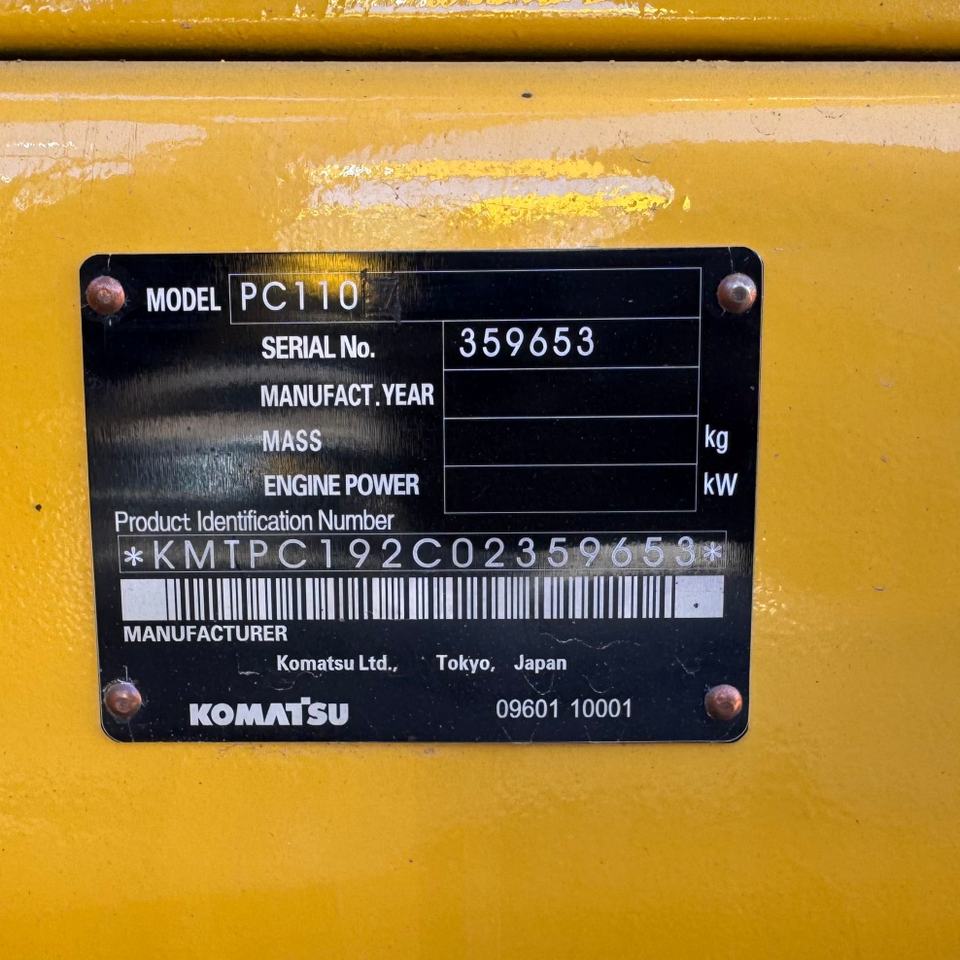 MODEL PC110
SERIAL No. 359653
MANUFACT.YEAR
MASS kg
ENGINE POWER kW
Product Identification Number
*KMTPC192C02359653*
MANUFACTURER
Komatsu Ltd., Tokyo, Japan
KOMATSU 09601 10001